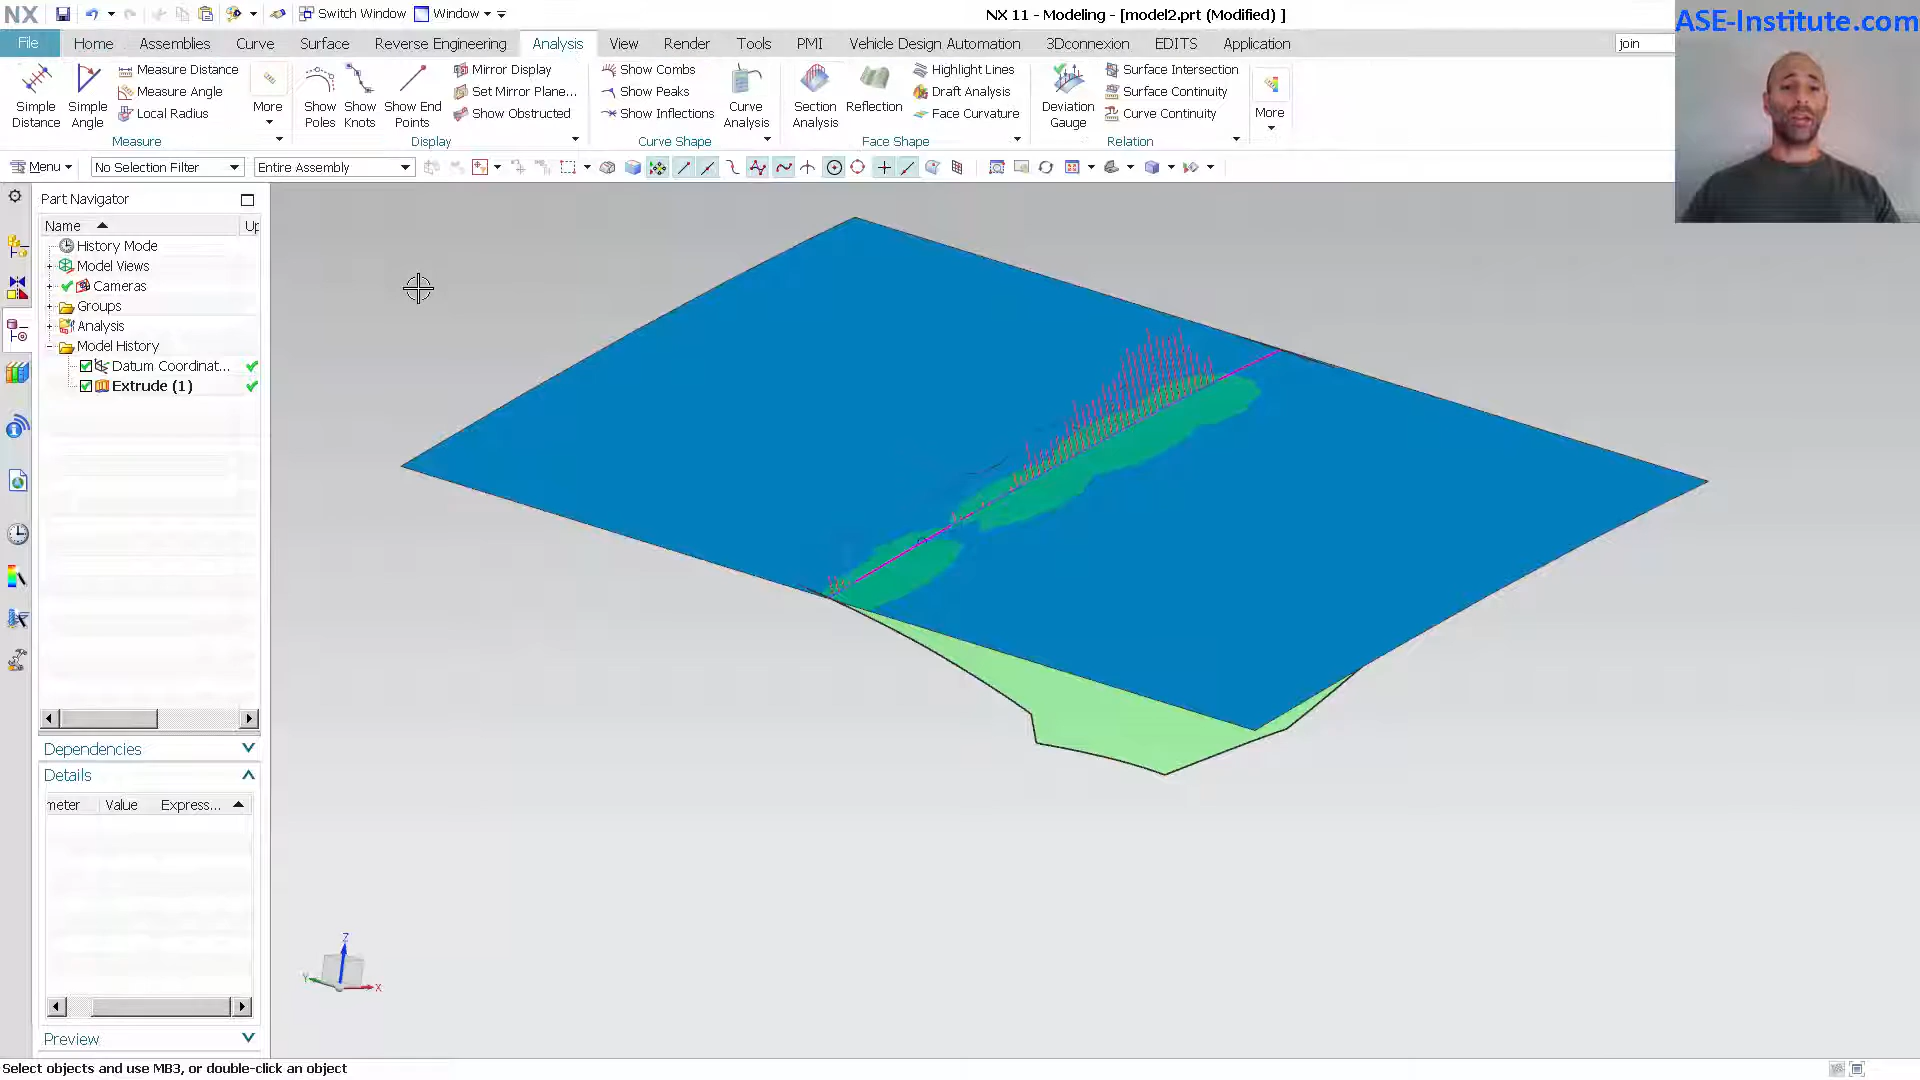 NX
Switch Window
Window
NX 11 - Modeling - [model2.prt (Modified) ]
ASE-Institute.com
File
Home
Assemblies
Curve
Surface
Reverse Engineering
Analysis
View
Render
Tools
PMI
Vehicle Design Automation
3Dconnexion
EDITS
Application
join
Simple Distance
Simple Angle
Measure Distance
Measure Angle
Local Radius
More
Measure
Show Poles
Show Knots
Show End Points
Mirror Display
Set Mirror Plane...
Show Obstructed
Display
Show Combs
Show Peaks
Show Inflections
Curve Analysis
Curve Shape
Section Analysis
Reflection
Highlight Lines
Draft Analysis
Face Curvature
Face Shape
Deviation Gauge
Surface Intersection
Surface Continuity
Curve Continuity
Relation
More
Menu
No Selection Filter
Entire Assembly
Part Navigator
Name
Up
History Mode
Model Views
Cameras
Groups
Analysis
Model History
Datum Coordinat...
Extrude (1)
Dependencies
Details
meter
Value
Express...
Preview
Z
Y
X
Select objects and use MB3, or double-click an object